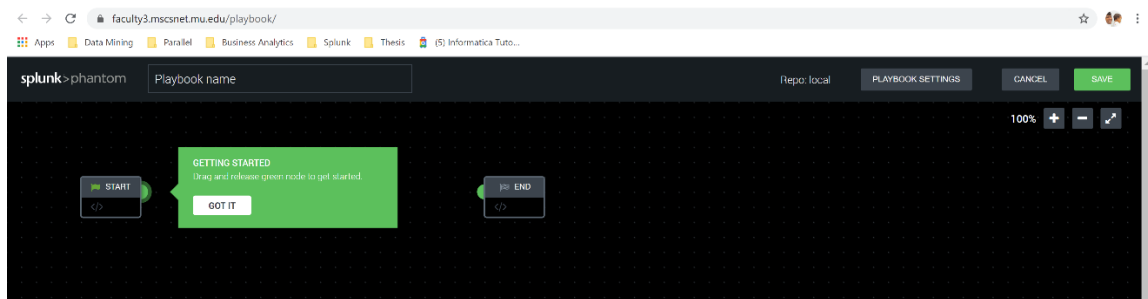 faculty3.mscsnet.mu.edu/playbook/
Apps Data Mining Parallel Business Analytics Splunk Thesis (5) Informatica Tuto...
splunk>phantom Playbook name Repo: local PLAYBOOK SETTINGS CANCEL SAVE
100%
GETTING STARTED
Drag and release green node to get started.
START END
</> GOT IT </>